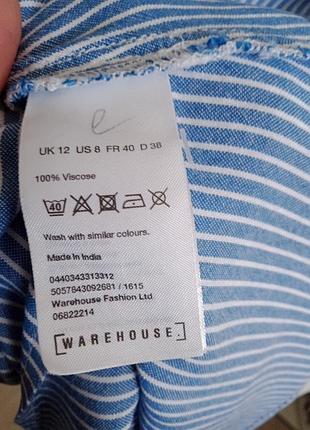 e
UK 12 US 8 FR 40 D 38
100% Viscose
40
Wash with similar colours.
Made in India
0440343313312
5057843092681 / 1615
Warehouse Fashion Ltd.
06822214
[WAREHOUSE]